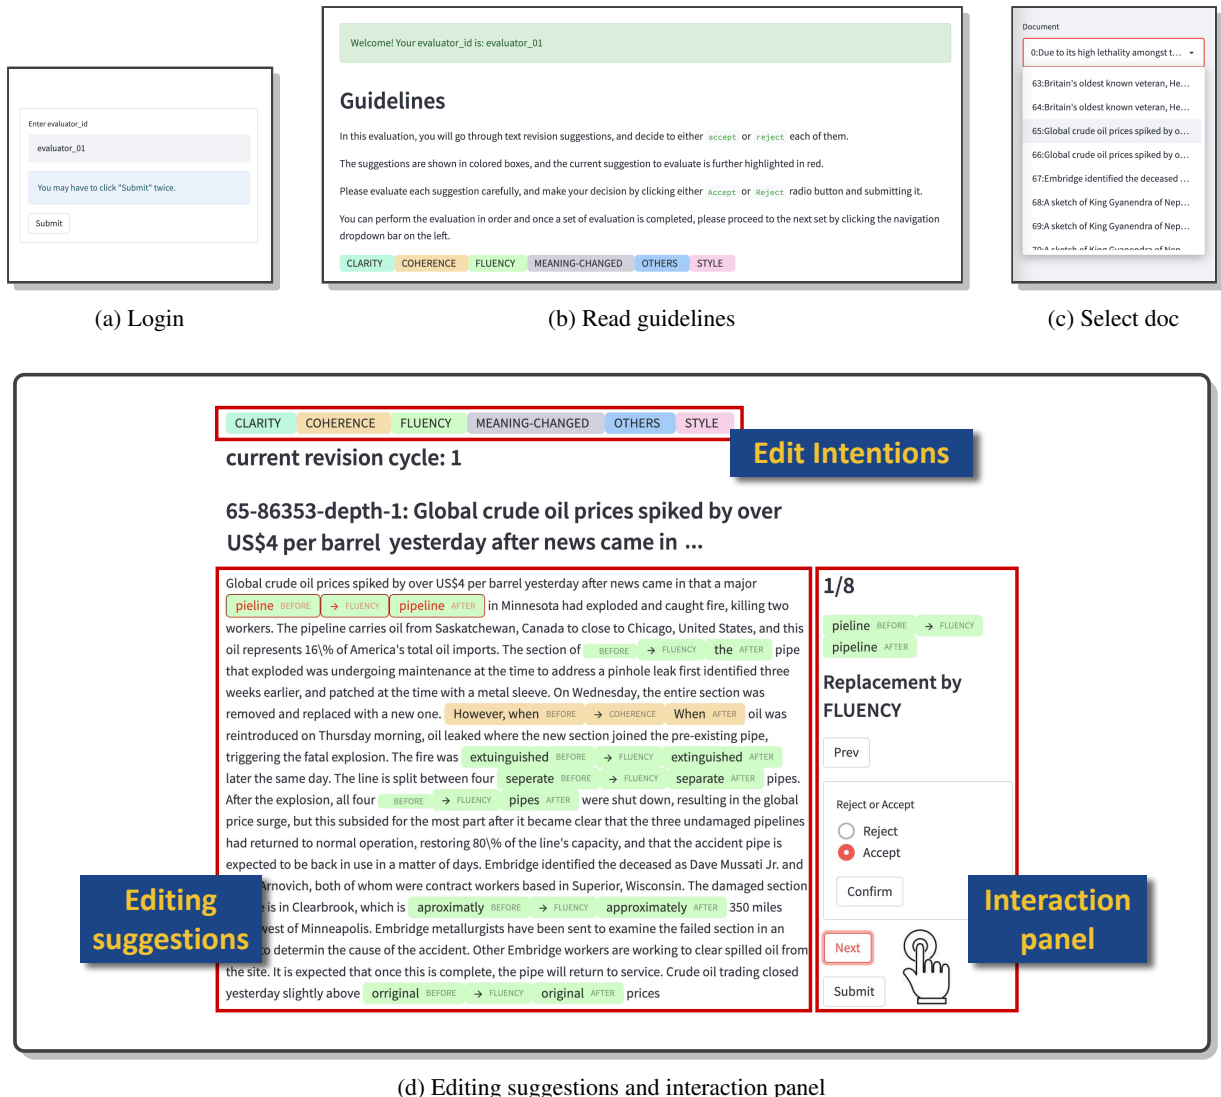 Enter evaluator_id
evaluator_01
You may have to click "Submit" twice.
Submit
(a) Login
Welcome! Your evaluator_id is: evaluator_01
Guidelines
In this evaluation, you will go through text revision suggestions, and decide to either accept or reject each of them.
The suggestions are shown in colored boxes, and the current suggestion to evaluate is further highlighted in red.
Please evaluate each suggestion carefully, and make your decision by clicking either Accept or Reject radio button and submitting it.
You can perform the evaluation in order and once a set of evaluation is completed, please proceed to the next set by clicking the navigation
dropdown bar on the left.
CLARITY COHERENCE FLUENCY MEANING-CHANGED OTHERS STYLE
(b) Read guidelines
Document
0:Due to its high lethality amongst t...
63:Britain's oldest known veteran, He...
64:Britain's oldest known veteran, He...
65:Global crude oil prices spiked by o...
66:Global crude oil prices spiked by o...
67:Embridge identified the deceased ...
68:A sketch of King Gyanendra of Nep...
69:A sketch of King Gyanendra of Nep...
70:A sketch of King Gyanendra of Nep...
(c) Select doc
CLARITY COHERENCE FLUENCY MEANING-CHANGED OTHERS STYLE
Edit Intentions
current revision cycle: 1
65-86353-depth-1: Global crude oil prices spiked by over
US$4 per barrel yesterday after news came in ...
Global crude oil prices spiked by over US$4 per barrel yesterday after news came in that a major
pieline BEFORE → FLUENCY pipeline AFTER in Minnesota had exploded and caught fire, killing two
workers. The pipeline carries oil from Saskatchewan, Canada to close to Chicago, United States, and this
oil represents 16\% of America's total oil imports. The section of BEFORE → FLUENCY the AFTER pipe
that exploded was undergoing maintenance at the time to address a pinhole leak first identified three
weeks earlier, and patched at the time with a metal sleeve. On Wednesday, the entire section was
removed and replaced with a new one. However, when BEFORE → COHERENCE When AFTER oil was
reintroduced on Thursday morning, oil leaked where the new section joined the pre-existing pipe,
triggering the fatal explosion. The fire was extuinguished BEFORE → FLUENCY extinguished AFTER
later the same day. The line is split between four seperate BEFORE → FLUENCY separate AFTER pipes.
After the explosion, all four BEFORE → FLUENCY pipes AFTER were shut down, resulting in the global
price surge, but this subsided for the most part after it became clear that the three undamaged pipelines
had returned to normal operation, restoring 80\% of the line's capacity, and that the accident pipe is
expected to be back in use in a matter of days. Embridge identified the deceased as Dave Mussati Jr. and
Arnovich, both of whom were contract workers based in Superior, Wisconsin. The damaged section
is in Clearbrook, which is aproximatly BEFORE → FLUENCY approximately AFTER 350 miles
west of Minneapolis. Embridge metallurgists have been sent to examine the failed section in an
to determin the cause of the accident. Other Embridge workers are working to clear spilled oil from
the site. It is expected that once this is complete, the pipe will return to service. Crude oil trading closed
yesterday slightly above orriginal BEFORE → FLUENCY original AFTER prices
Editing
suggestions
1/8
pieline BEFORE → FLUENCY
pipeline AFTER
Replacement by
FLUENCY
Prev
Reject or Accept
Reject
Accept
Confirm
Next
Submit
Interaction
panel
(d) Editing suggestions and interaction panel